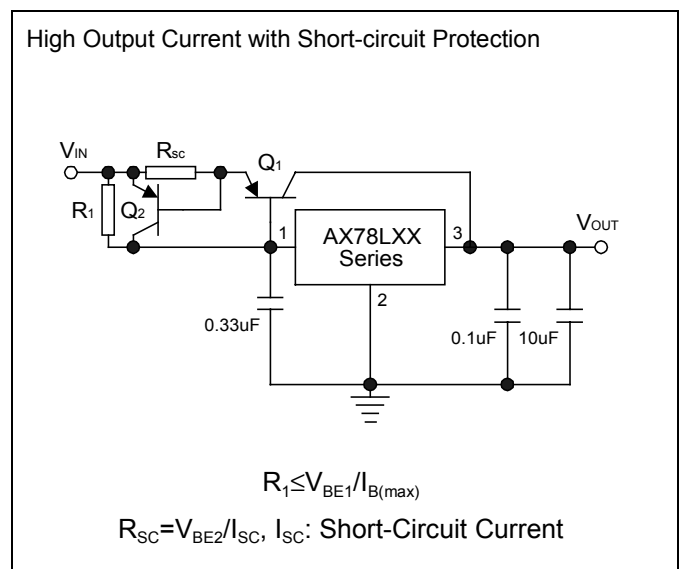 High Output Current with Short-circuit Protection
VIN
Rsc
Q1
R1
Q2
1
AX78LXX
Series
3
VOUT
2
0.33uF
0.1uF
10uF
R1≤VBE1/IB(max)
RSC=VBE2/ISC, ISC: Short-Circuit Current